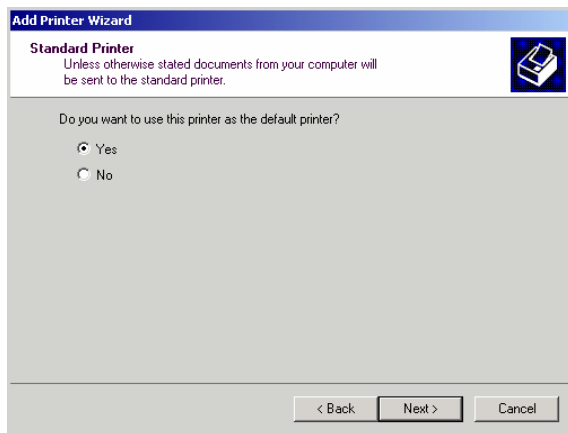 Add Printer Wizard
Standard Printer
Unless otherwise stated documents from your computer will
be sent to the standard printer.
Do you want to use this printer as the default printer?
Yes
No
< Back
Next >
Cancel